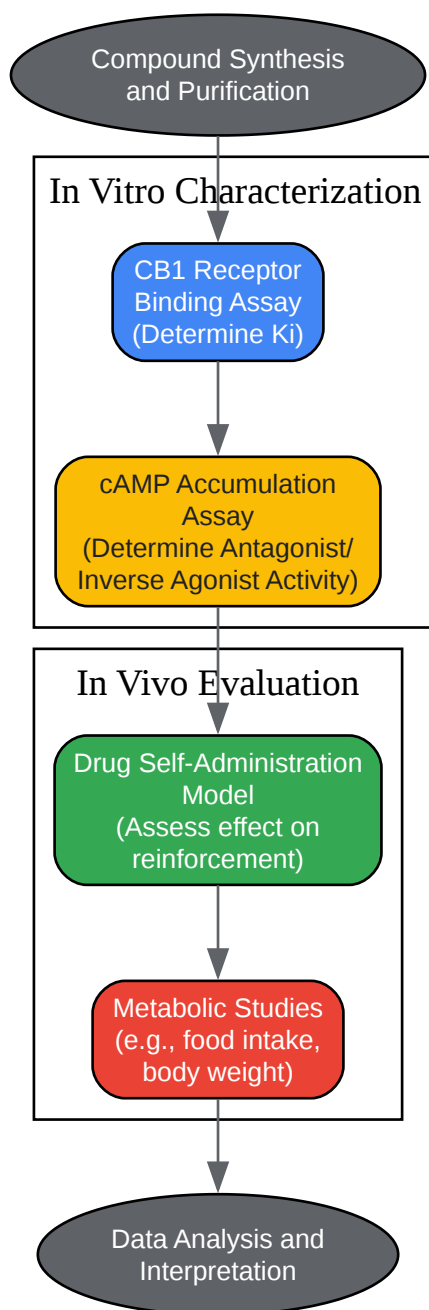 Compound Synthesis
and Purification
In Vitro Characterization
CB1 Receptor
Binding Assay
(Determine Ki)
cAMP Accumulation
Assay
(Determine Antagonist/
Inverse Agonist Activity)
In Vivo Evaluation
Drug Self-Administration
Model
(Assess effect on
reinforcement)
Metabolic Studies
(e.g., food intake,
body weight)
Data Analysis and
Interpretation